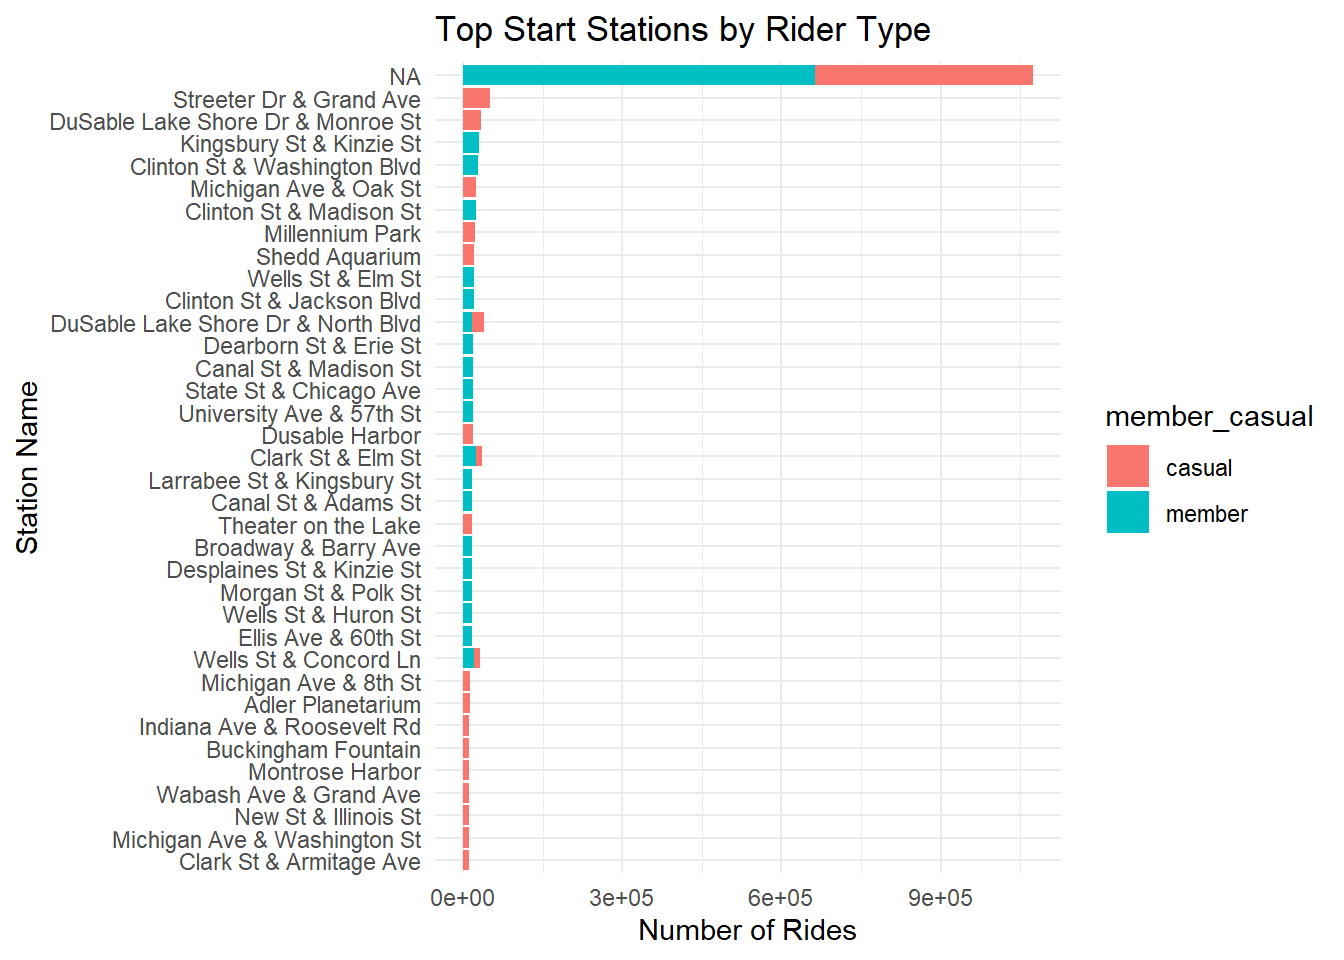 Top Start Stations by Rider Type
NA
Streeter Dr & Grand Ave
DuSable Lake Shore Dr & Monroe St
Kingsbury St & Kinzie St
Clinton St & Washington Blvd
Michigan Ave & Oak St
Clinton St & Madison St
Millennium Park
Shedd Aquarium
Wells St & Elm St
Clinton St & Jackson Blvd
DuSable Lake Shore Dr & North Blvd
Dearborn St & Erie St
Canal St & Madison St
State St & Chicago Ave
University Ave & 57th St
Dusable Harbor
Clark St & Elm St
Larrabee St & Kingsbury St
Canal St & Adams St
Theater on the Lake
Broadway & Barry Ave
Desplaines St & Kinzie St
Morgan St & Polk St
Wells St & Huron St
Ellis Ave & 60th St
Wells St & Concord Ln
Michigan Ave & 8th St
Adler Planetarium
Indiana Ave & Roosevelt Rd
Buckingham Fountain
Montrose Harbor
Wabash Ave & Grand Ave
New St & Illinois St
Michigan Ave & Washington St
Clark St & Armitage Ave
Station Name
0e+00 3e+05 6e+05 9e+05
Number of Rides
member_casual
casual
member